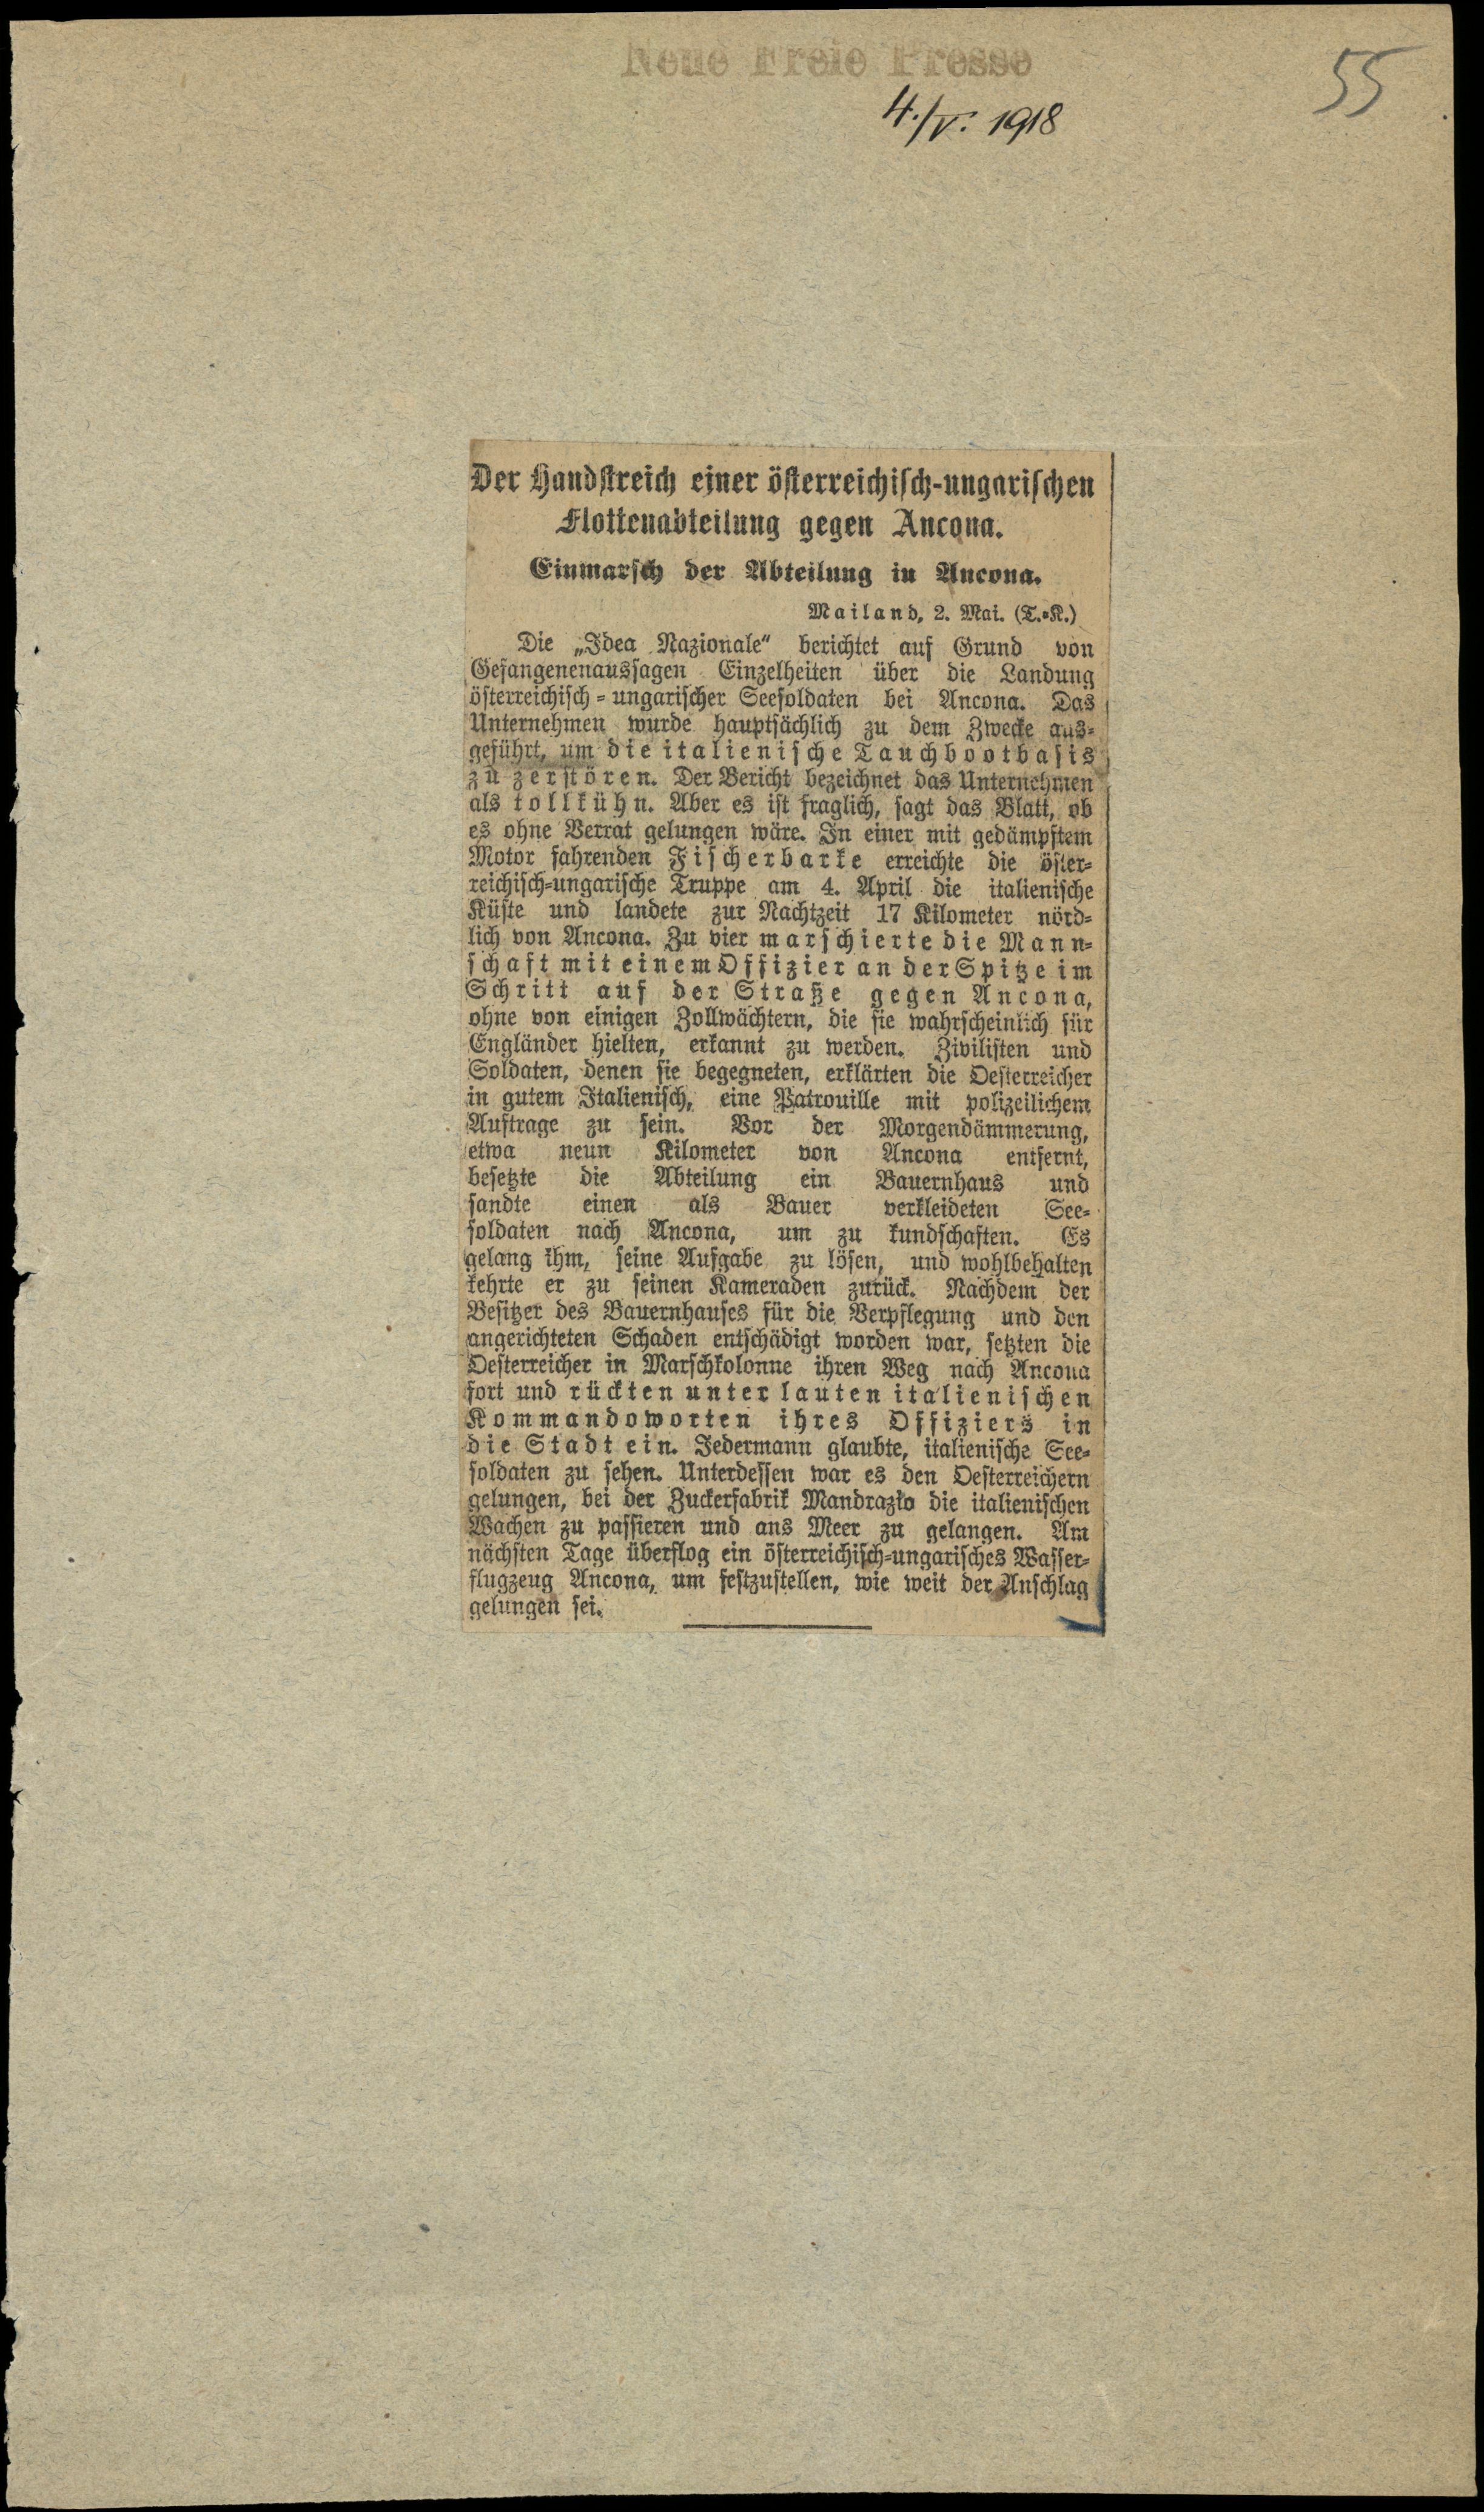 Neue Freie Presse
55
4./V. 1918
Der Handstreich einer österreichisch-ungarischen
Flottenabteilung gegen Ancona.
Einmarsch der Abteilung in Ancona.
Mailand, 2. Mai. (T.-K.)
Die „Idea Nazionale“ berichtet auf Grund von
Gefangenenaussagen Einzelheiten über die Landung
österreichisch-ungarischer Seesoldaten bei Ancona. Das
Unternehmen wurde hauptsächlich zu dem Zwecke aus-
geführt, um die italienische Tauchbootbasis
zu zerstören. Der Bericht bezeichnet das Unternehmen
als tollkühn. Aber es ist fraglich, sagt das Blatt, ob
es ohne Verrat gelungen wäre. In einer mit gedämpftem
Motor fahrenden Fischerbarke erreichte die öster-
reichisch-ungarische Truppe am 4. April die italienische
Küste und landete zur Nachtzeit 17 Kilometer nörd-
lich von Ancona. Zu vier marschierte die Mann-
schaft mit einem Offizier an der Spitze im
Schritt auf der Straße gegen Ancona,
ohne von einigen Zollwächtern, die sie wahrscheinlich für
Engländer hielten, erkannt zu werden. Zivilisten und
Soldaten, denen sie begegneten, erklärten die Oesterreicher
in gutem Italienisch, eine Patrouille mit polizeilichem
Auftrage zu sein. Vor der Morgendämmerung,
etwa neun Kilometer von Ancona entfernt,
besetzte die Abteilung ein Bauernhaus und
sandte einen als Bauer verkleideten See-
soldaten nach Ancona, um zu kundschaften. Es
gelang ihm, seine Aufgabe zu lösen, und wohlbehalten
kehrte er zu seinen Kameraden zurück. Nachdem der
Besitzer des Bauernhauses für die Verpflegung und den
angerichteten Schaden entschädigt worden war, setzten die
Oesterreicher in Marschkolonne ihren Weg nach Ancona
fort und rückten unter lauten italienischen
Kommandoworten ihres Offiziers in
die Stadt ein. Jedermann glaubte, italienische See-
soldaten zu sehen. Unterdessen war es den Oesterreichern
gelungen, bei der Zuckerfabrik Mandrazko die italienischen
Wachen zu passieren und ans Meer zu gelangen. Am
nächsten Tage überflog ein österreichisch-ungarisches Wasser-
flugzeug Ancona, um festzustellen, wie weit der Anschlag
gelungen sei.